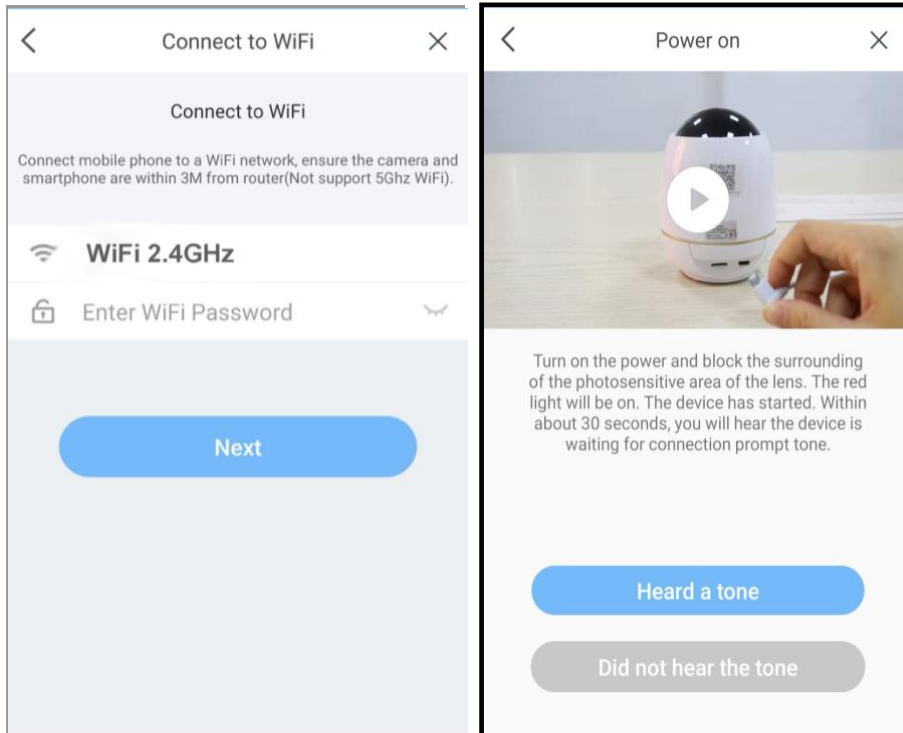 Connect to WiFi
Connect to WiFi
Connect mobile phone to a WiFi network, ensure the camera and
smartphone are within 3M from router(Not support 5Ghz WiFi).
WiFi 2.4GHz
Enter WiFi Password
Next
Power on
Turn on the power and block the surrounding
of the photosensitive area of the lens. The red
light will be on. The device has started. Within
about 30 seconds, you will hear the device is
waiting for connection prompt tone.
Heard a tone
Did not hear the tone